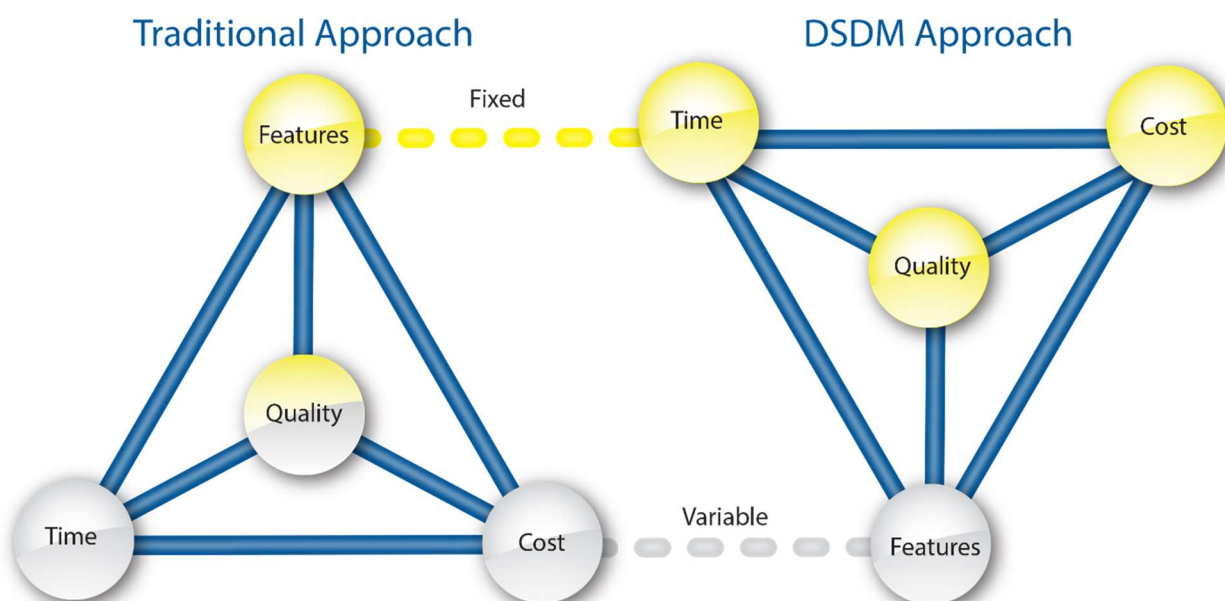 Traditional Approach
DSDM Approach
Fixed
Features
Time
Cost
Quality
Quality
Time
Cost
Variable
Features